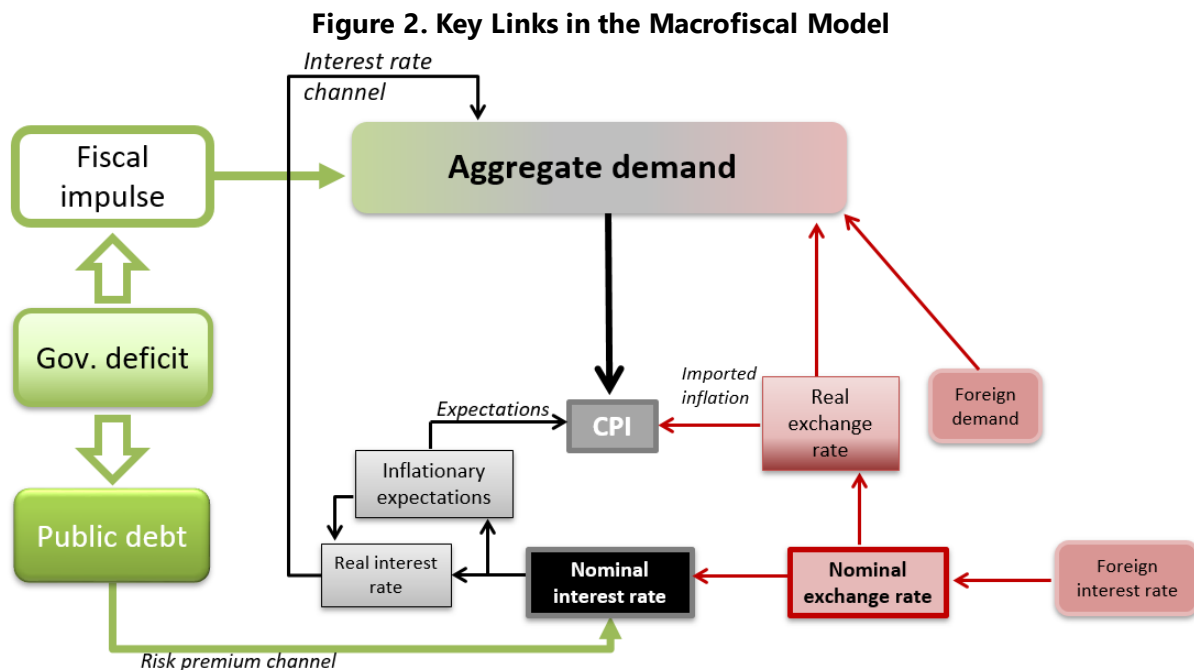 Figure 2. Key Links in the Macrofiscal Model
Interest rate
channel
Fiscal
impulse
Aggregate demand
Gov. deficit
Imported
inflation
Real
exchange
rate
Foreign
demand
Expectations
CPI
Inflationary
expectations
Public debt
Real interest
rate
Nominal
interest rate
Nominal
exchange rate
Foreign
interest rate
Risk premium channel